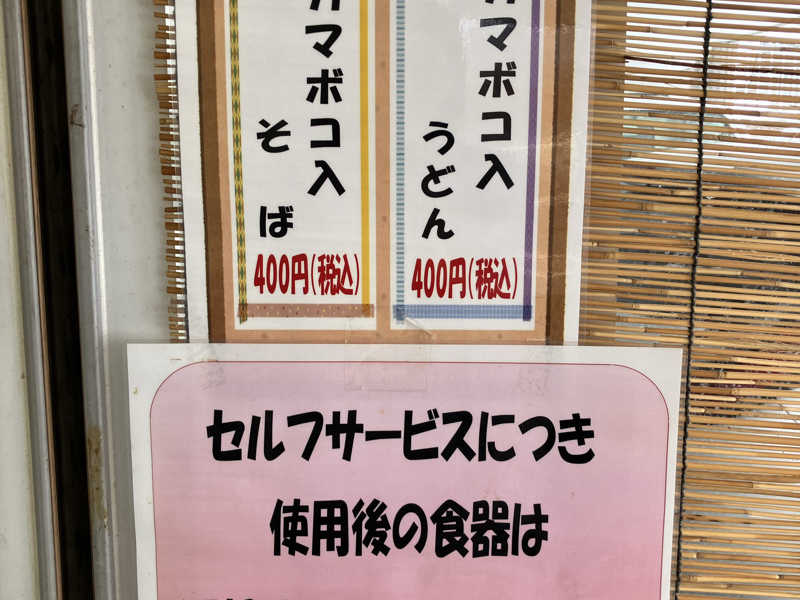 カマボコ入
うどん
400円(税込)
カマボコ入
そば
400円(税込)
セルフサービスにつき
使用後の食器は